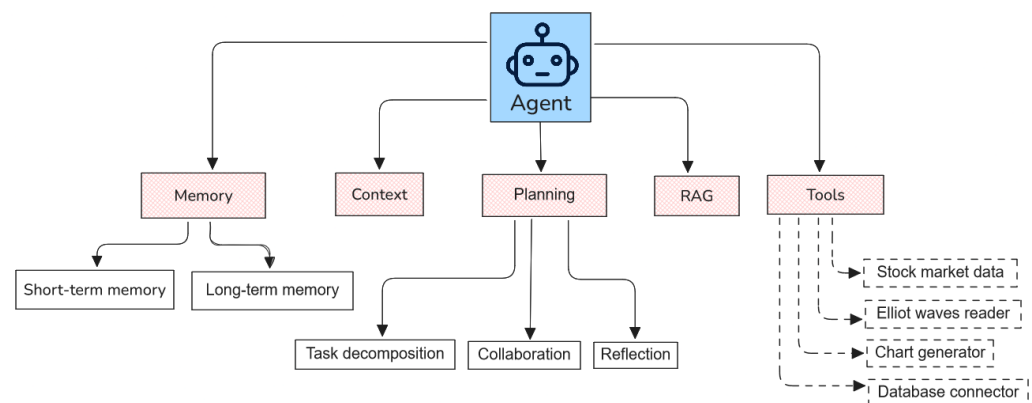 Agent
Memory
Context
Planning
RAG
Tools
Short-term memory
Long-term memory
Stock market data
Elliot waves reader
Task decomposition
Collaboration
Reflection
Chart generator
Database connector